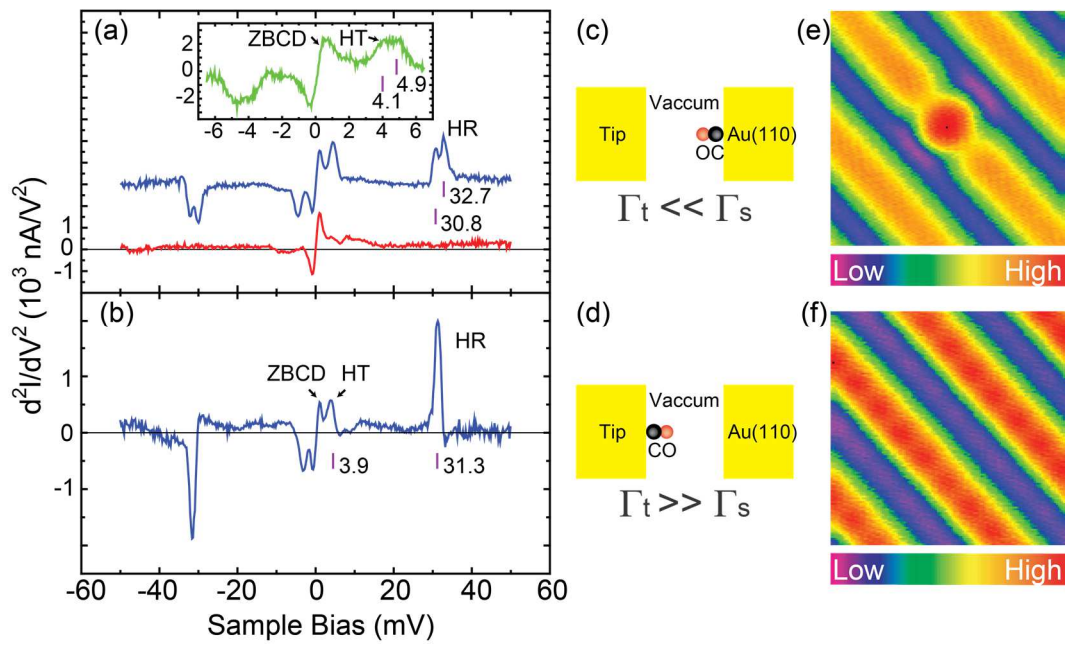 (a)
ZBCD
HT
2
0
-2
4.9
4.1
-6 -4 -2 0 2 4 6
HR
32.7
30.8
1
0
-1
(b)
HR
ZBCD
HT
1
0
-1
3.9
31.3
-60 -40 -20 0 20 40 60
Sample Bias (mV)
d²I/dV² (10³ nA/V²)
(c)
Vaccum
Tip
Au(110)
OC
Γt << Γs
(d)
Vaccum
Tip
Au(110)
CO
Γt >> Γs
(e)
Low High
(f)
Low High